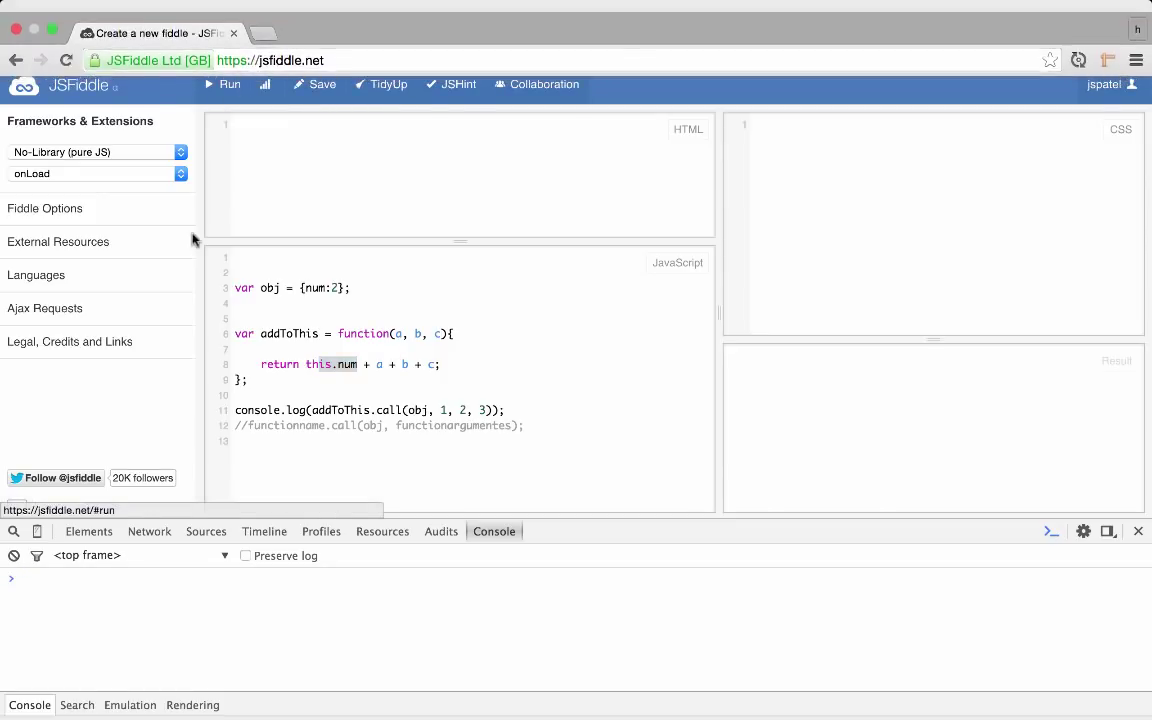 Create a new fiddle - JSFi
h
JSFiddle Ltd [GB] https://jsfiddle.net
JSFiddle α
Run
Save
TidyUp
JSHint
Collaboration
jspatel
Frameworks & Extensions
No-Library (pure JS)
onLoad
Fiddle Options
External Resources
Languages
Ajax Requests
Legal, Credits and Links
Follow @jsfiddle 20K followers
https://jsfiddle.net/#run
1
HTML
1
CSS
JavaScript
1
2
3 var obj = {num:2};
4
5
6 var addToThis = function(a, b, c){
7
8 return this.num + a + b + c;
9 };
10
11 console.log(addToThis.call(obj, 1, 2, 3));
12 //functionname.call(obj, functionargumentes);
13
Result
Elements Network Sources Timeline Profiles Resources Audits Console
<top frame> Preserve log
>
Console Search Emulation Rendering